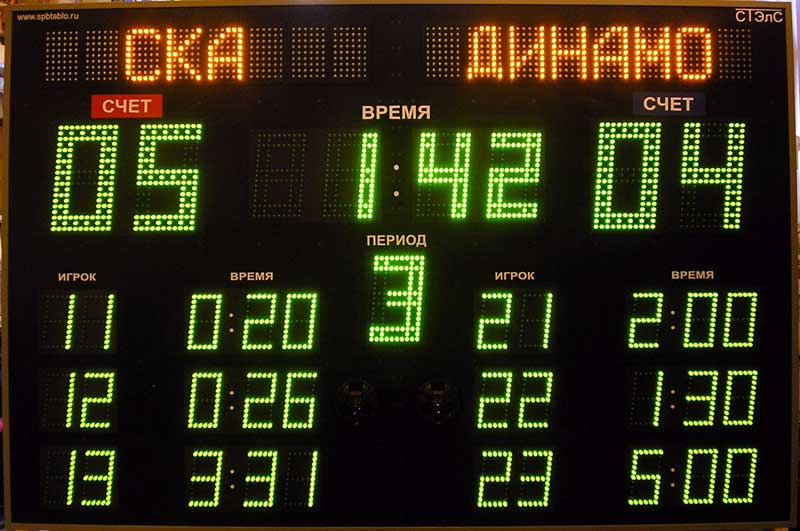 www.spbtablo.ru
СТЭлС
СКА ДИНАМО
СЧЕТ ВРЕМЯ СЧЕТ
05 1:42 04
ПЕРИОД
3
ИГРОК ВРЕМЯ ИГРОК ВРЕМЯ
11 0:20 21 2:00
12 0:26 22 1:30
13 3:31 23 5:00